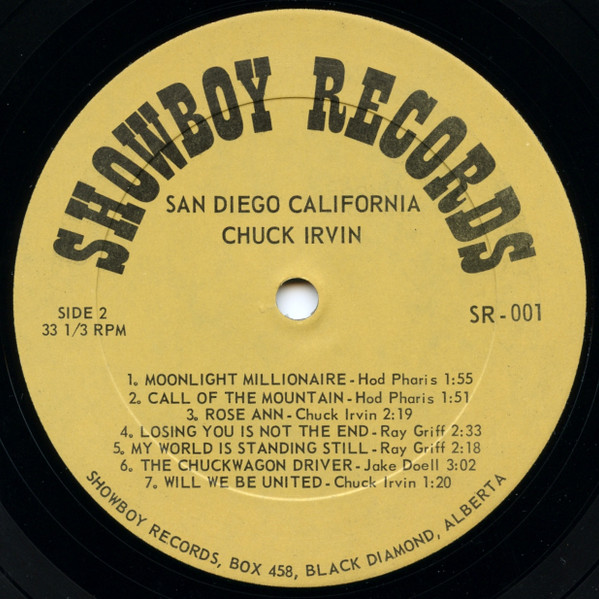 SHOWBOY RECORDS
SAN DIEGO CALIFORNIA
CHUCK IRVIN
SIDE 2
33 1/3 RPM
SR-001
1. MOONLIGHT MILLIONAIRE - Hod Pharis 1:55
2. CALL OF THE MOUNTAIN - Hod Pharis 1:51
3. ROSE ANN - Chuck Irvin 2:19
4. LOSING YOU IS NOT THE END - Ray Griff 2:33
5. MY WORLD IS STANDING STILL - Ray Griff 2:18
6. THE CHUCKWAGON DRIVER - Jake Doell 3:02
7. WILL WE BE UNITED - Chuck Irvin 1:20
SHOWBOY RECORDS, BOX 458, BLACK DIAMOND, ALBERTA